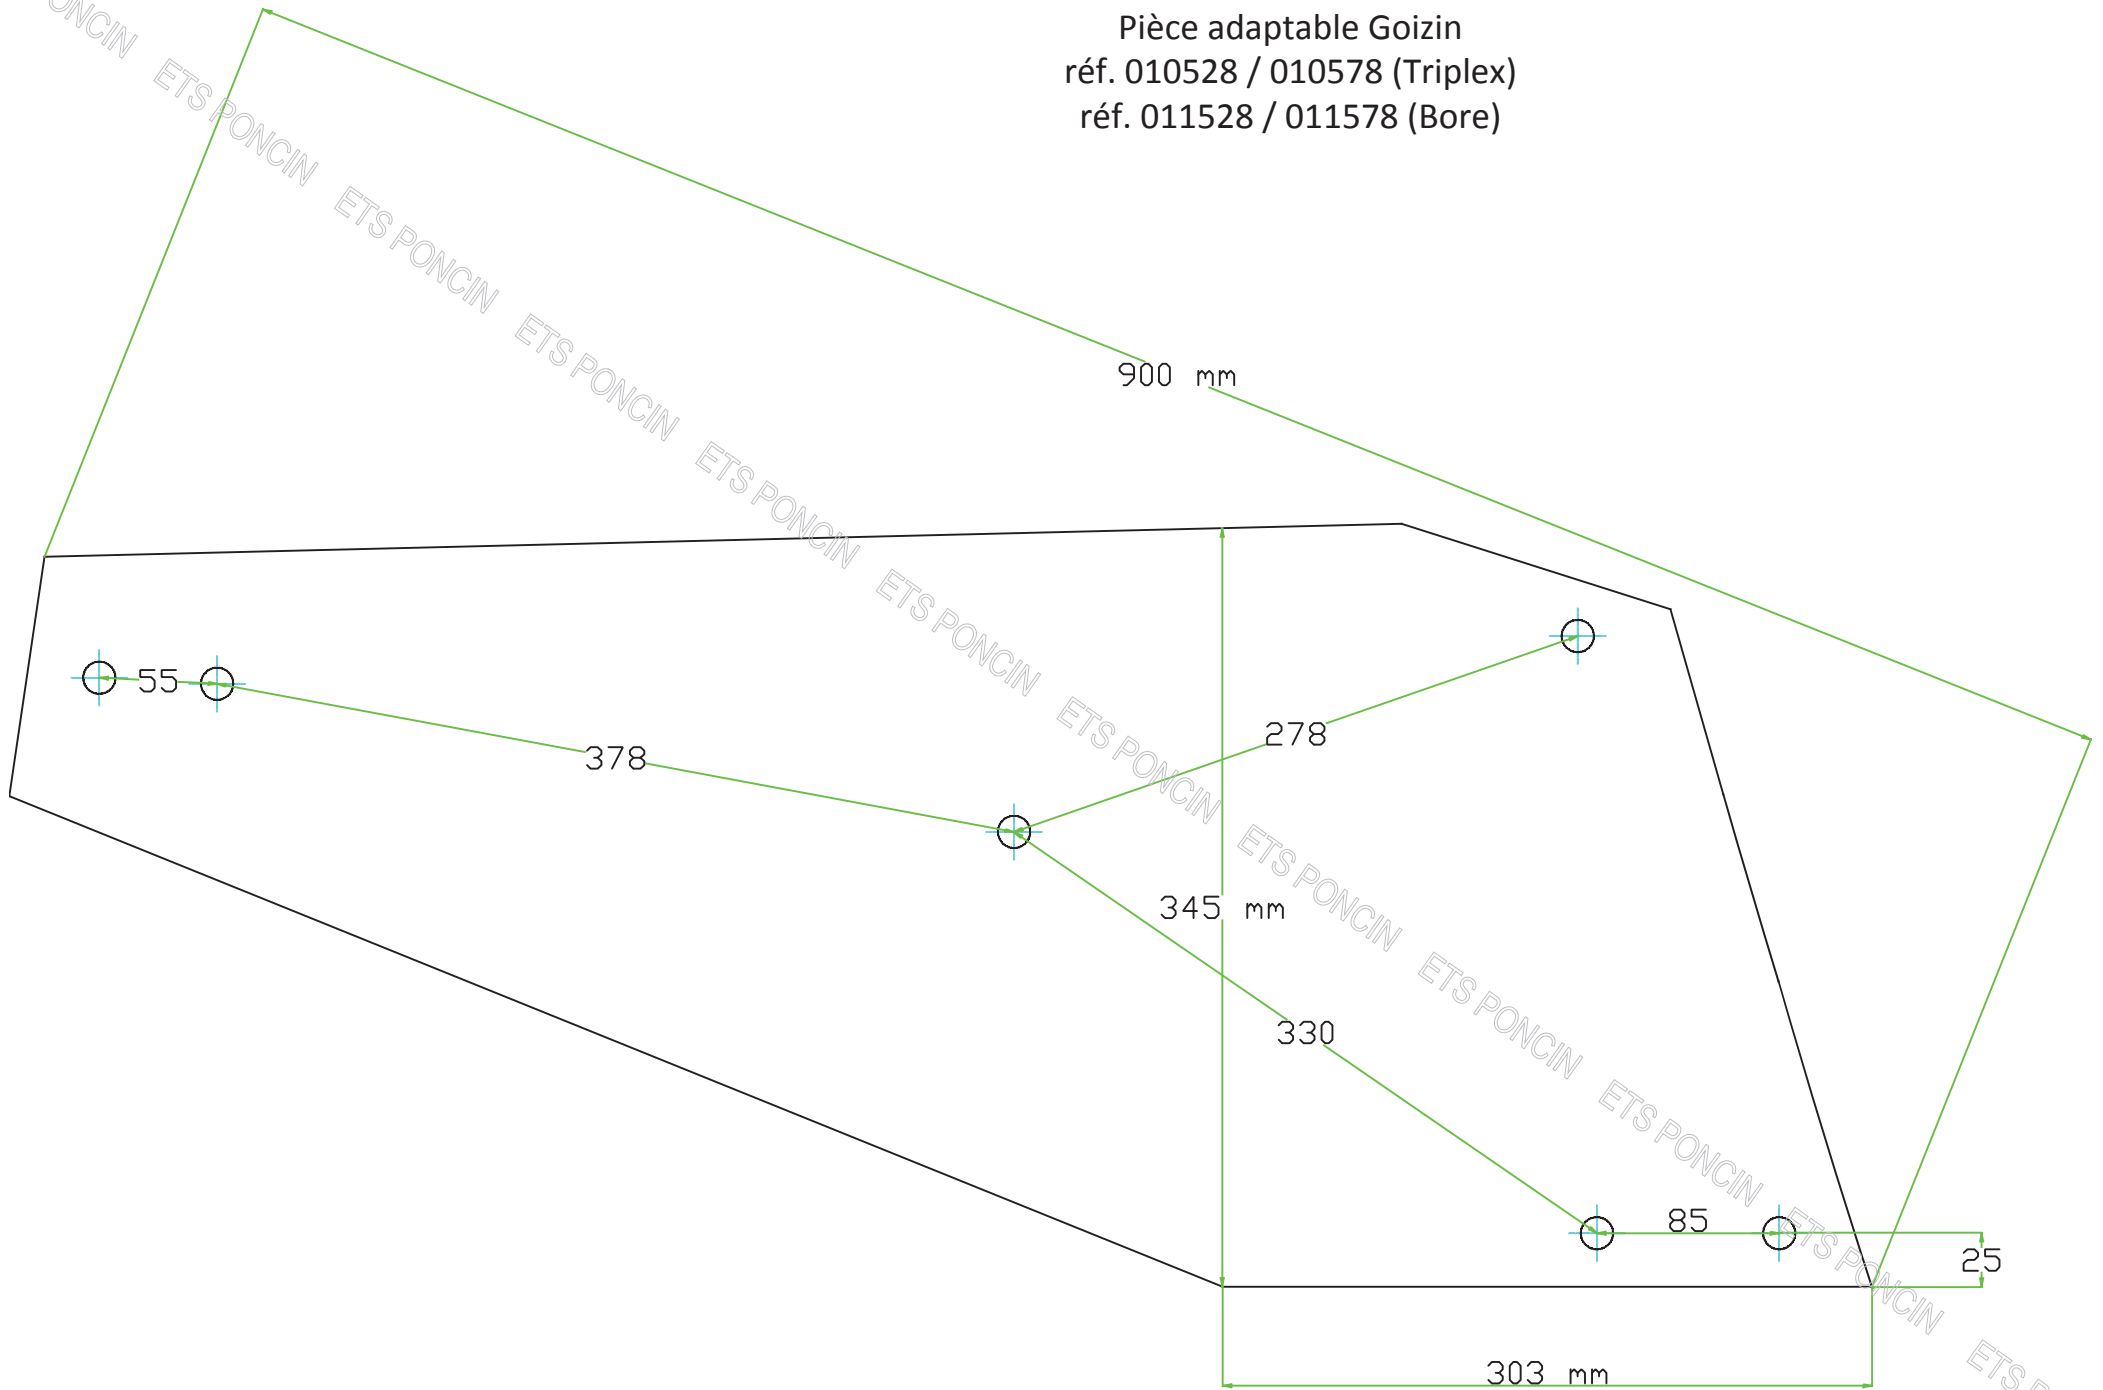 Pièce adaptable Goizin
réf. 010528 / 010578 (Triplex)
réf. 011528 / 011578 (Bore)
900 mm
55
378
278
345 mm
330
85
25
303 mm
ONCIN ETS PONCIN ETS PONCIN ETS PONCIN ETS PONCIN ETS PONCIN ETS PONCIN ETS PONCIN ETS PONCIN ETS PONCIN ETS PONCIN ETS